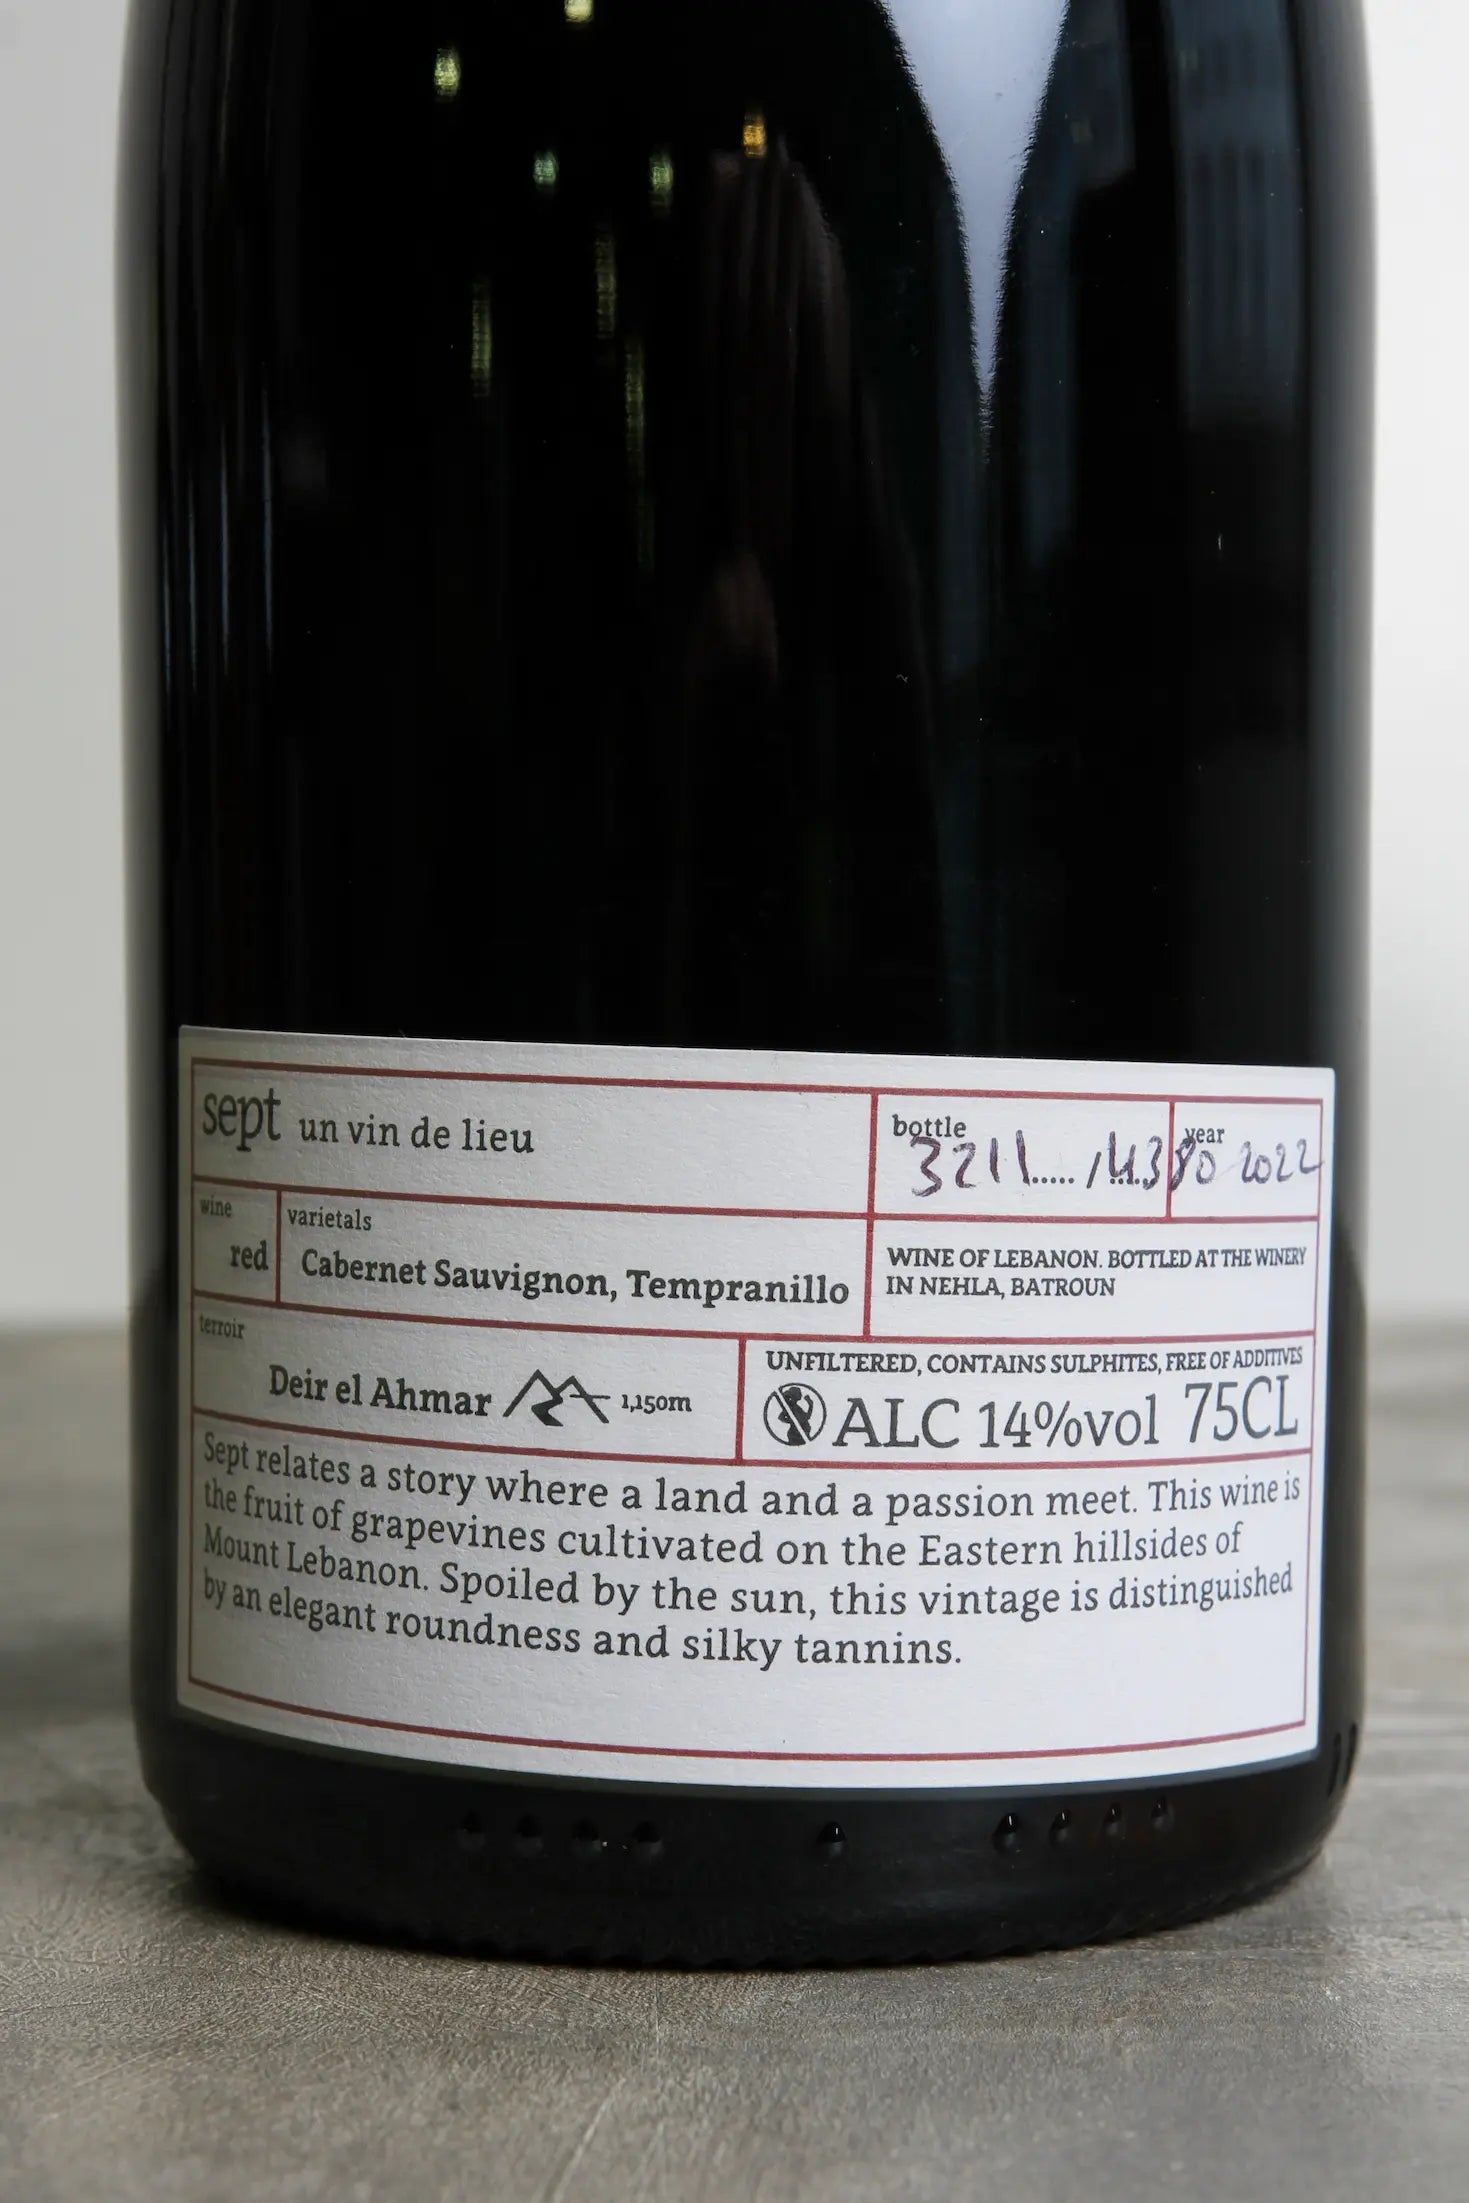 sept un vin de lieu
bottle
3211..... / 4380
year
2022
wine
red
varietals
Cabernet Sauvignon, Tempranillo
WINE OF LEBANON. BOTTLED AT THE WINERY
IN NEHLA, BATROUN
terroir
Deir el Ahmar 1,150m
UNFILTERED, CONTAINS SULPHITES, FREE OF ADDITIVES
ALC 14%vol 75CL
Sept relates a story where a land and a passion meet. This wine is
the fruit of grapevines cultivated on the Eastern hillsides of
Mount Lebanon. Spoiled by the sun, this vintage is distinguished
by an elegant roundness and silky tannins.